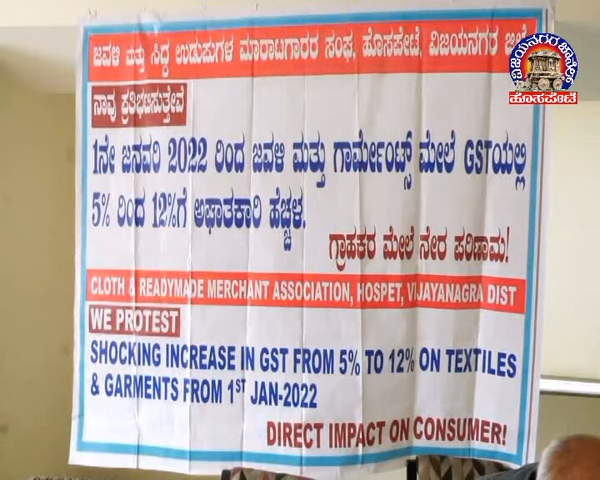 ಜವಳಿ ಮತ್ತು ಸಿದ್ಧ ಉಡುಪುಗಳ ಮಾರಾಟಗಾರರ ಸಂಘ, ಹೊಸಪೇಟೆ, ವಿಜಯನಗರ ಜಿಲ್ಲೆ
ನಾವು ಪ್ರತಿಭಟಿಸುತ್ತೇವೆ
1ನೇ ಜನವರಿ 2022 ರಿಂದ ಜವಳಿ ಮತ್ತು ಗಾರ್ಮೇಂಟ್ಸ್ ಮೇಲೆ GSTಯಲ್ಲಿ
5% ರಿಂದ 12%ಗೆ ಅಘಾತಕಾರಿ ಹೆಚ್ಚಳ.
ಗ್ರಾಹಕರ ಮೇಲೆ ನೇರ ಪರಿಣಾಮ!
CLOTH & READYMADE MERCHANT ASSOCIATION, HOSPET, VIJAYANAGRA DIST
WE PROTEST
SHOCKING INCREASE IN GST FROM 5% TO 12% ON TEXTILES
& GARMENTS FROM 1ST JAN-2022
DIRECT IMPACT ON CONSUMER!
ವಿಜಯನಗರ ಚಾನೆಲ್
ಹೊಸಪೇಟೆ